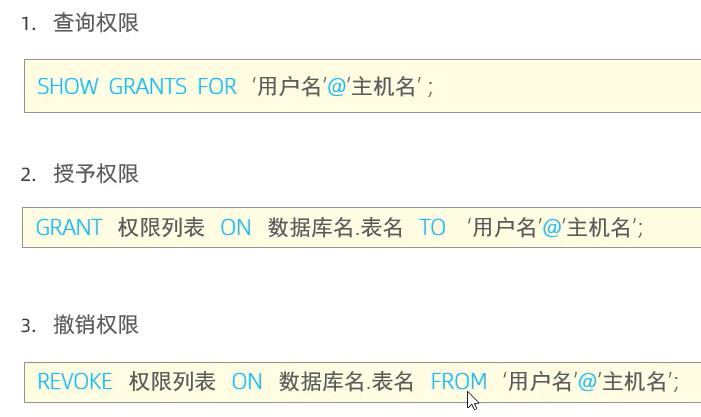 1. 查询权限
SHOW GRANTS FOR '用户名'@'主机名' ;
2. 授予权限
GRANT 权限列表 ON 数据库名.表名 TO '用户名'@'主机名';
3. 撤销权限
REVOKE 权限列表 ON 数据库名.表名 FROM '用户名'@'主机名';